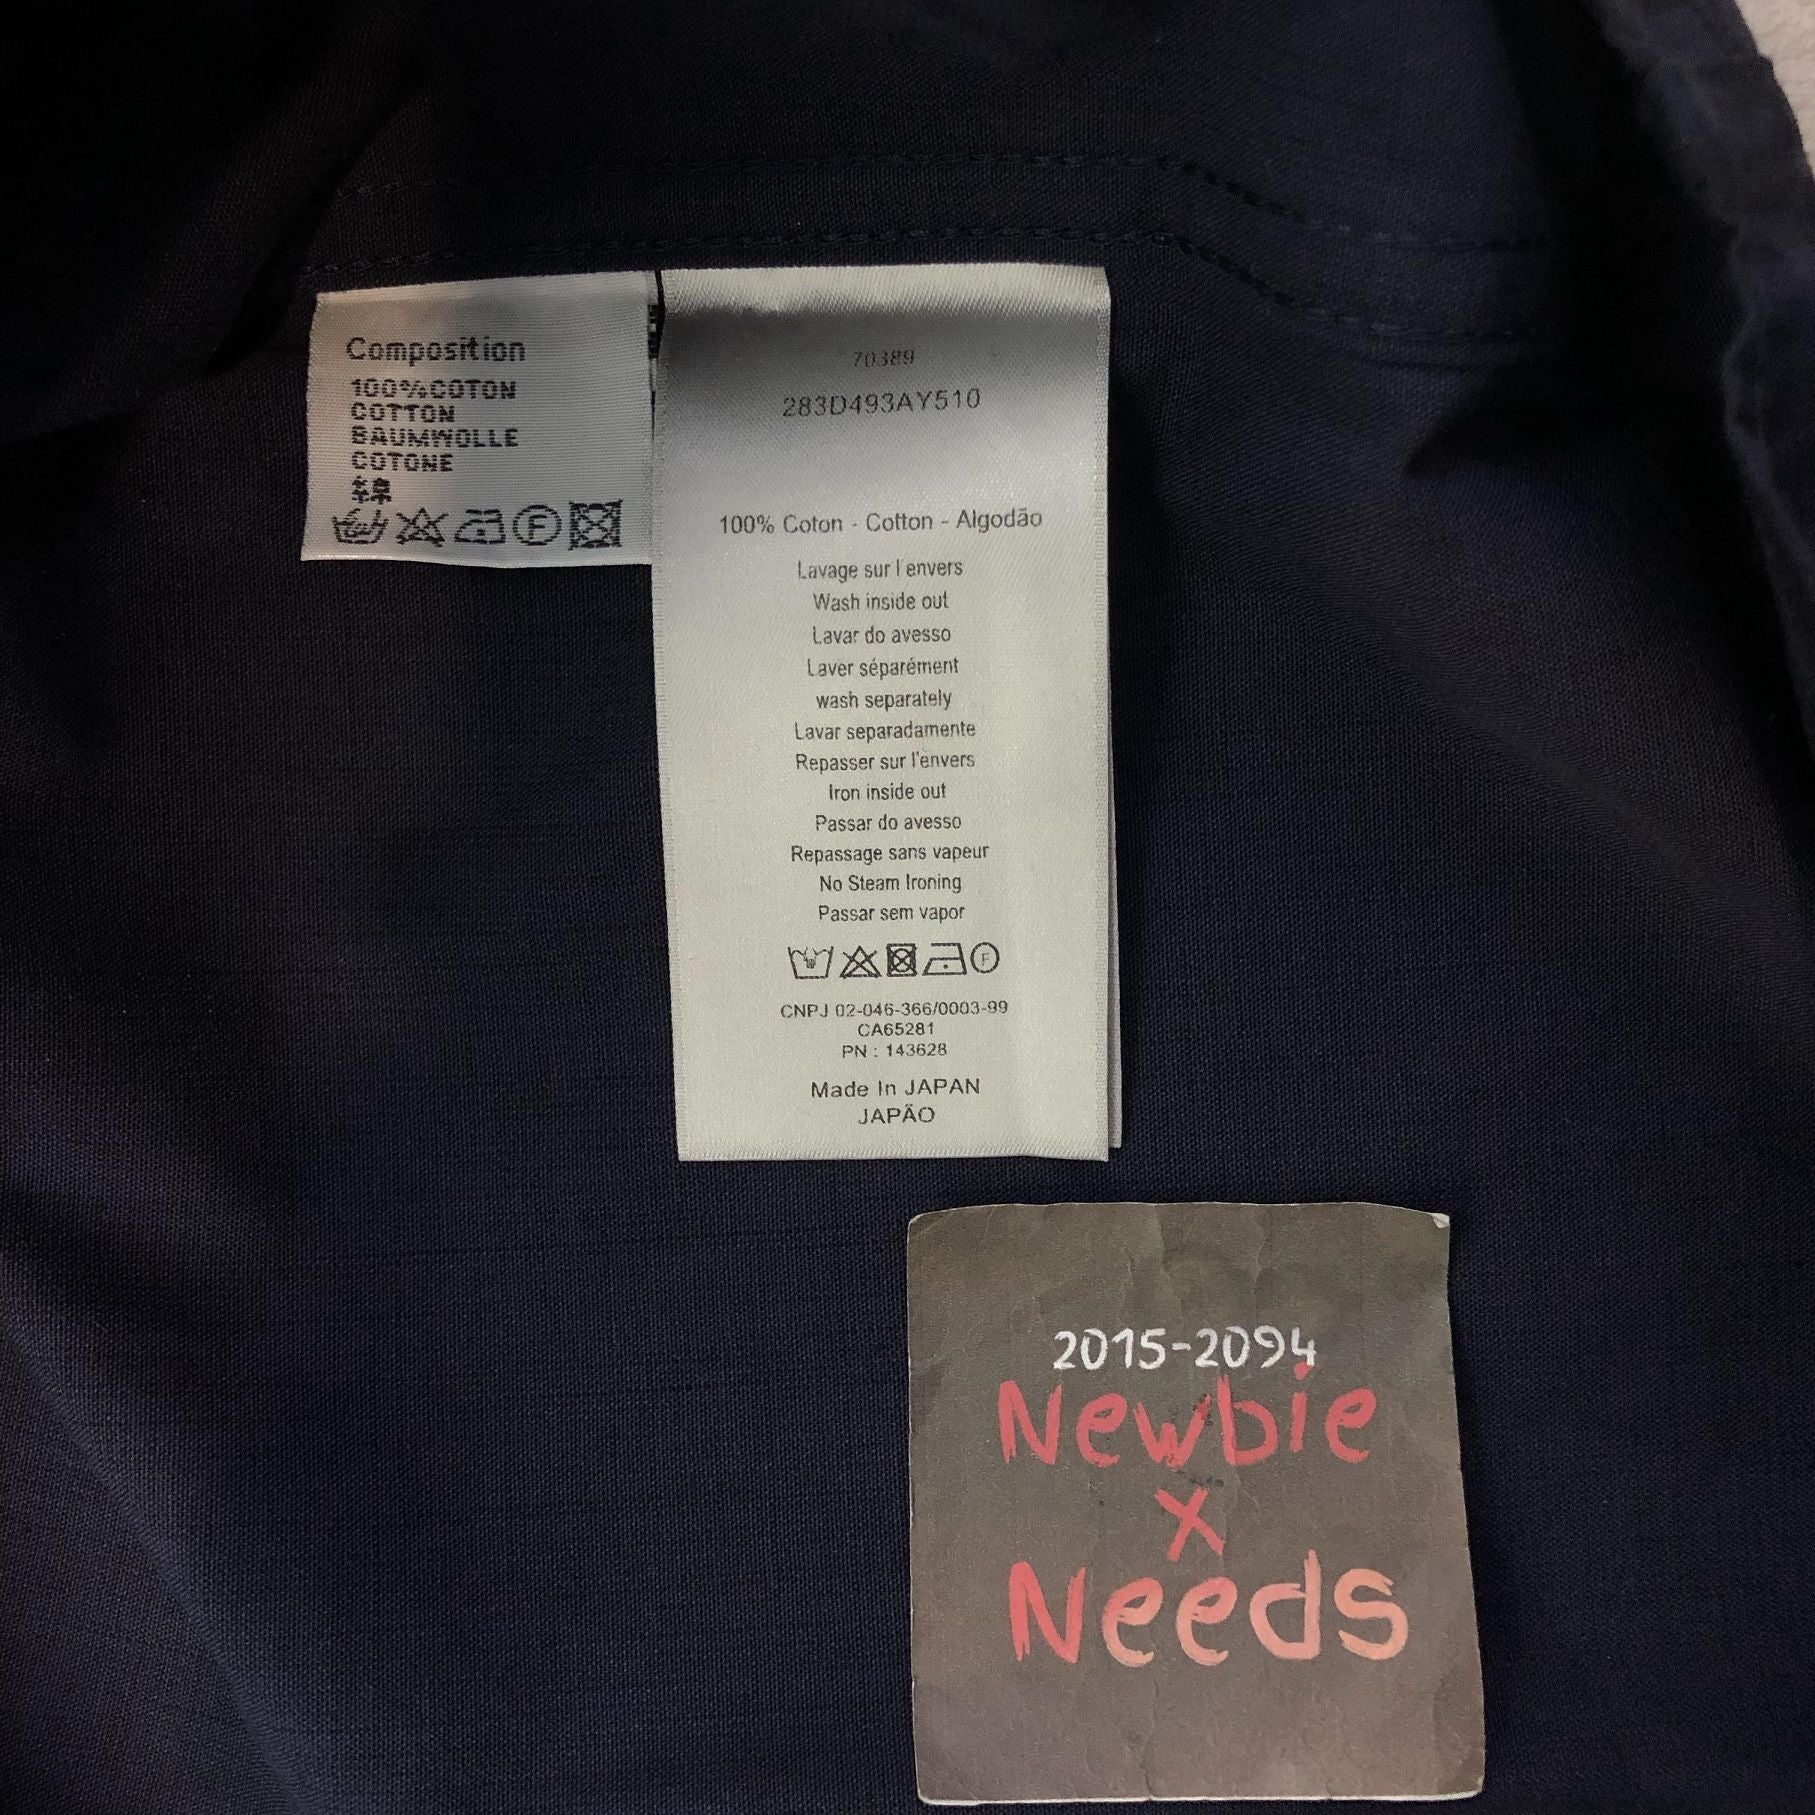 Composition
100%COTON
COTTON
BAUMWOLLE
COTONE
綿
70389
283D493AY510
100% Coton - Cotton - Algodão
Lavage sur l'envers
Wash inside out
Lavar do avesso
Laver séparément
wash separately
Lavar separadamente
Repasser sur l'envers
Iron inside out
Passar do avesso
Repassage sans vapeur
No Steam Ironing
Passar sem vapor
F
CNPJ 02-046-366/0003-99
CA65281
PN : 143628
Made In JAPAN
JAPÃO
2015-2094
Newbie
x
Needs